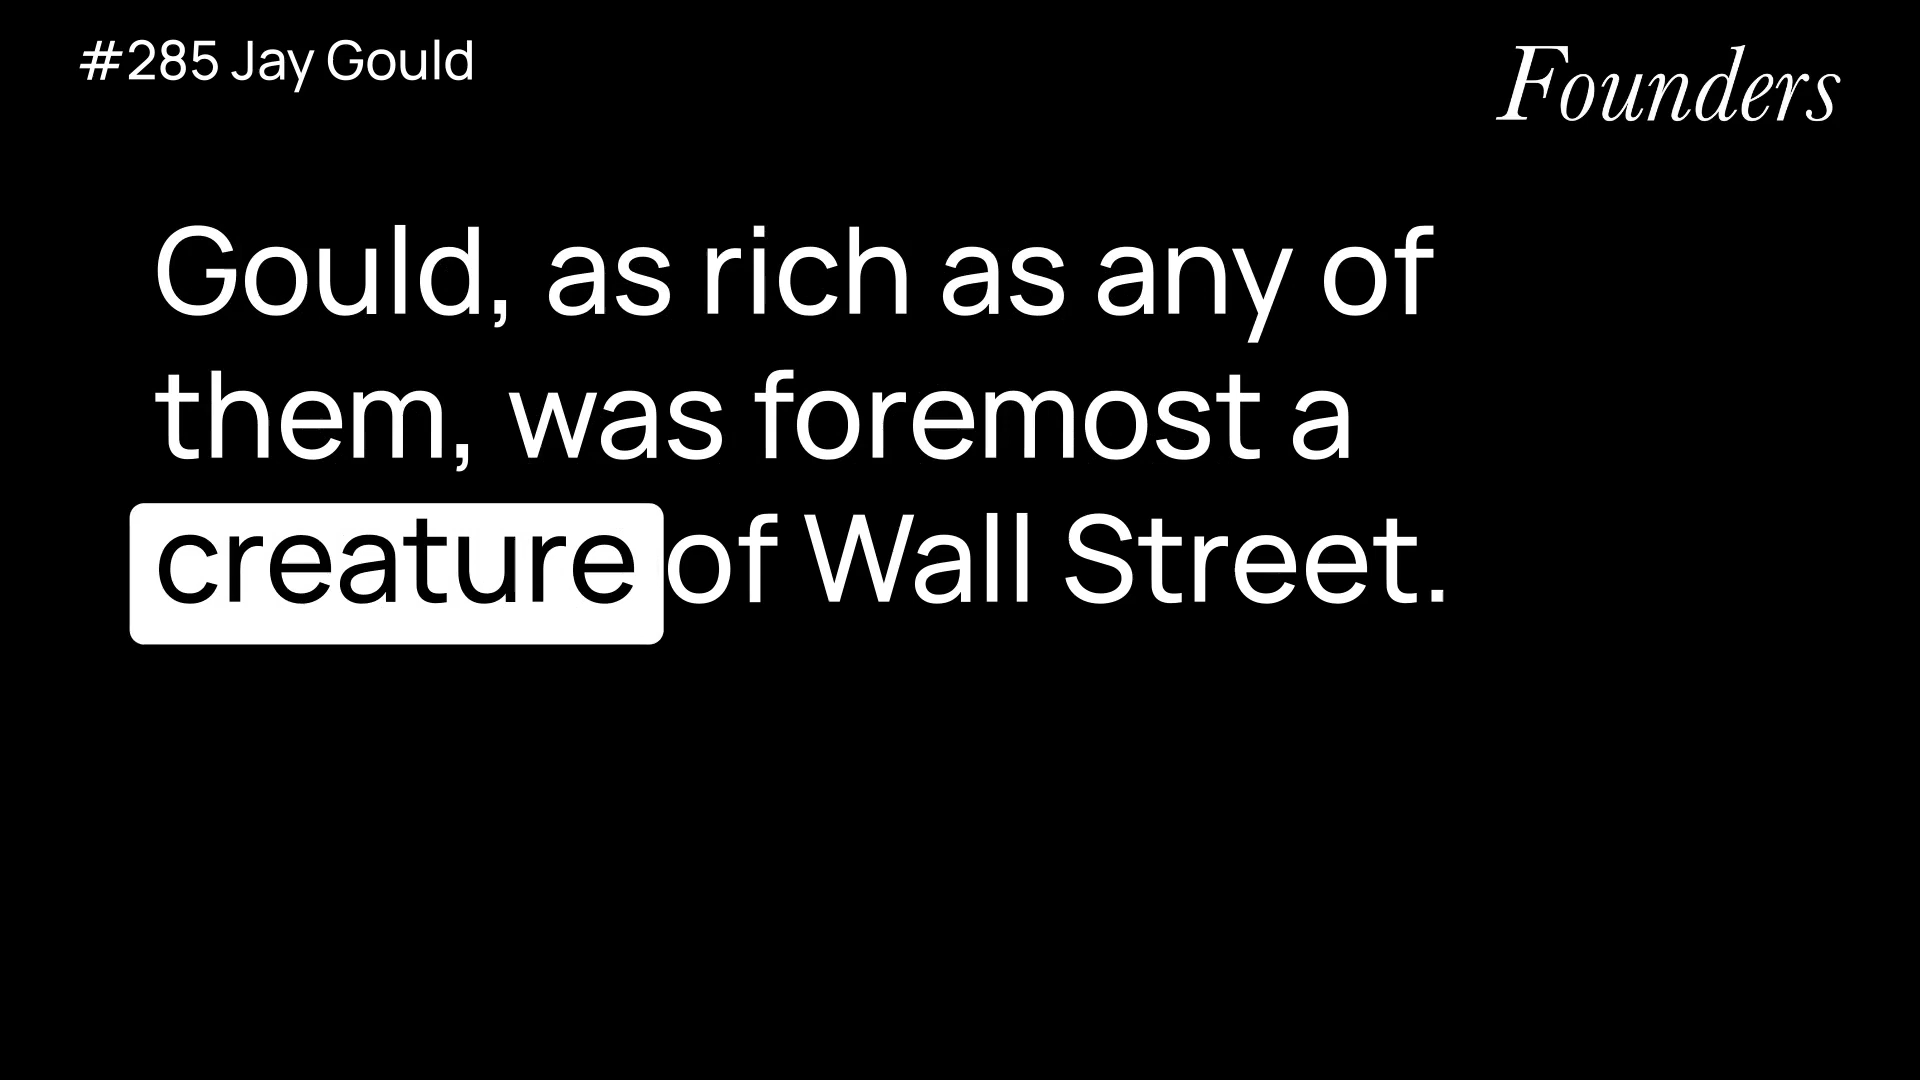 #285 Jay Gould
Founders
Gould, as rich as any of
them, was foremost a
creature of Wall Street.